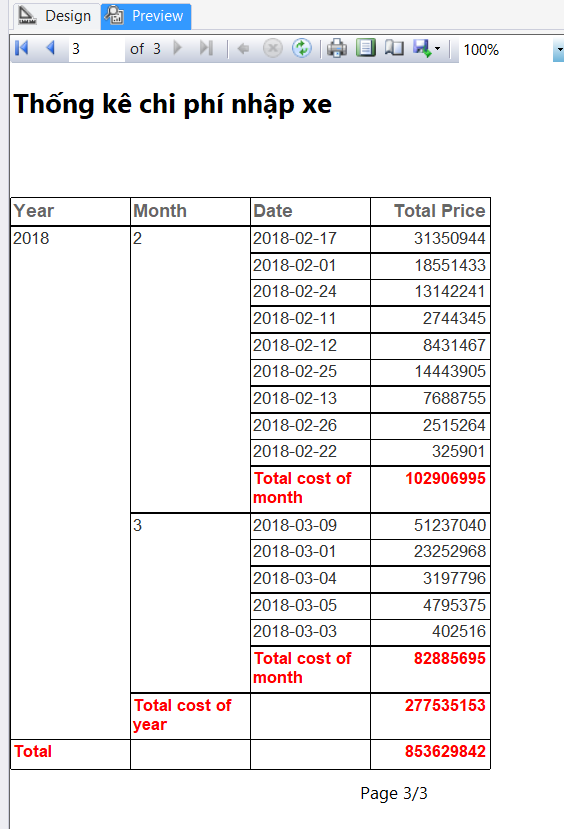 Design Preview
3 of 3 100%
Thống kê chi phí nhập xe
Year Month Date Total Price
2018 2 2018-02-17 31350944
2018-02-01 18551433
2018-02-24 13142241
2018-02-11 2744345
2018-02-12 8431467
2018-02-25 14443905
2018-02-13 7688755
2018-02-26 2515264
2018-02-22 325901
Total cost of 102906995
month
3 2018-03-09 51237040
2018-03-01 23252968
2018-03-04 3197796
2018-03-05 4795375
2018-03-03 402516
Total cost of 82885695
month
Total cost of 277535153
year
Total 853629842
Page 3/3